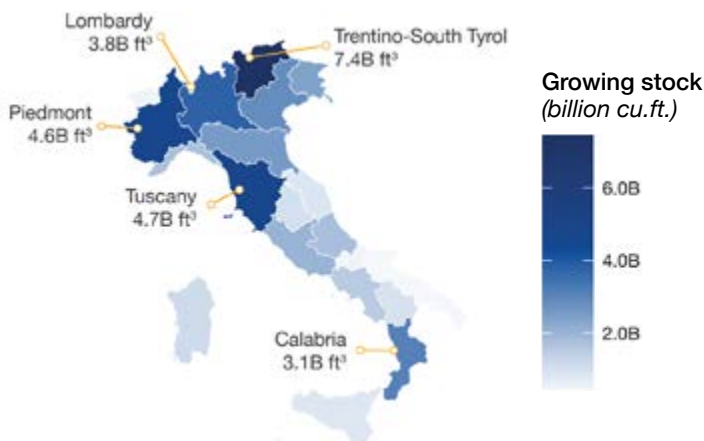 Lombardy
3.8B ft³
Trentino-South Tyrol
7.4B ft³
Piedmont
4.6B ft³
Tuscany
4.7B ft³
Calabria
3.1B ft³
Growing stock
(billion cu.ft.)
6.0B
4.0B
2.0B